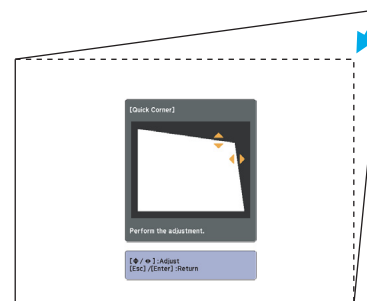 [Quick Corner]
Perform the adjustment.
[ / ] :Adjust
[Esc] /[Enter] :Return